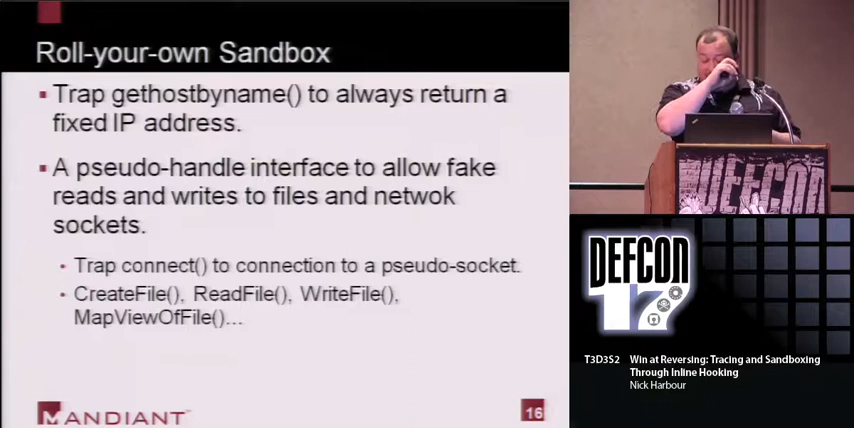 Roll-your-own Sandbox
▪ Trap gethostbyname() to always return a
fixed IP address.
▪ A pseudo-handle interface to allow fake
reads and writes to files and netwok
sockets.
• Trap connect() to connection to a pseudo-socket.
• CreateFile(), ReadFile(), WriteFile(),
MapViewOfFile()...
MANDIANT
16
DEFCON
DEFCON
17
T3D3S2 Win at Reversing: Tracing and Sandboxing
Through Inline Hooking
Nick Harbour